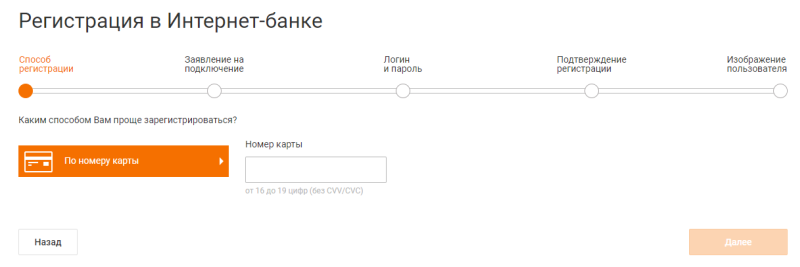 Регистрация в Интернет-банке
Способ
регистрации
Заявление на
подключение
Логин
и пароль
Подтверждение
регистрации
Изображение
пользователя
Каким способом Вам проще зарегистрироваться?
По номеру карты
Номер карты
от 16 до 19 цифр (без CVV/CVC)
Назад
Далее